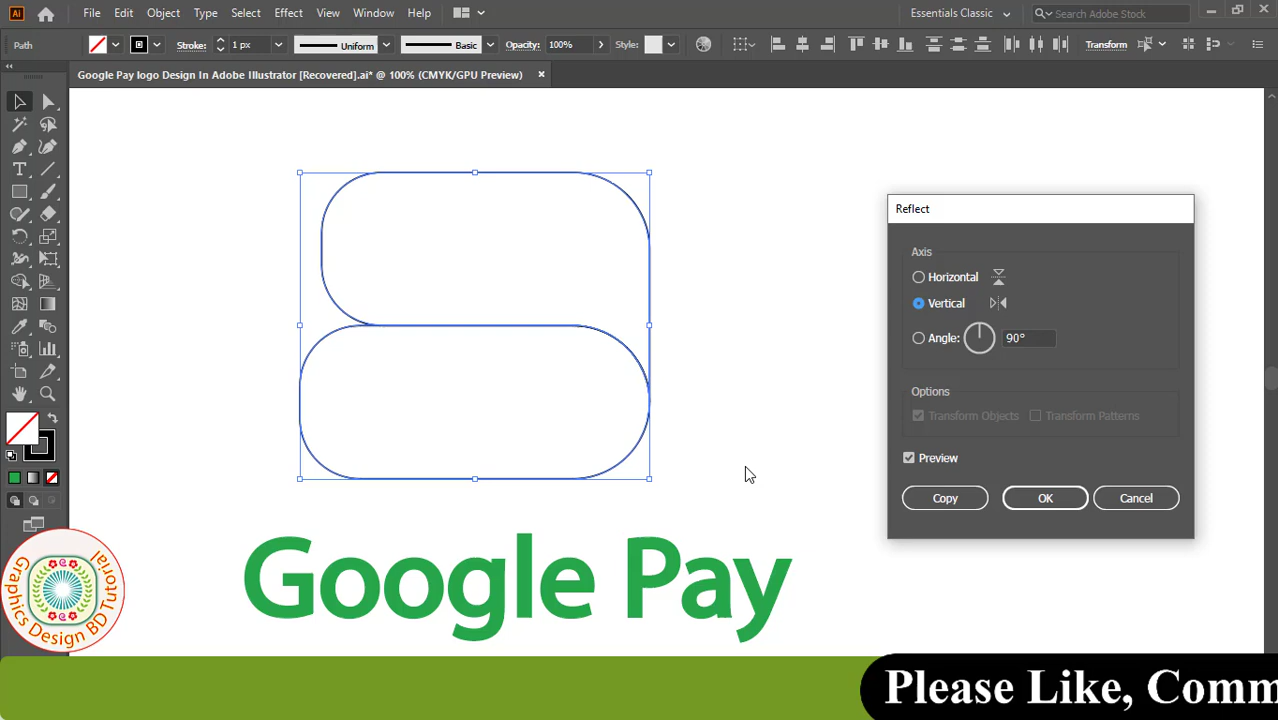 Ai File Edit Object Type Select Effect View Window Help Essentials Classic Search Adobe Stock
Path Stroke: 1 px Uniform Basic Opacity: 100% Style: Transform
Google Pay logo Design In Adobe Illustrator [Recovered].ai* @ 100% (CMYK/GPU Preview)
Reflect
Axis
Horizontal
Vertical
Angle: 90°
Options
Transform Objects Transform Patterns
Preview
Copy OK Cancel
Google Pay
Graphics Design BD Tutorial
Please Like, Comm